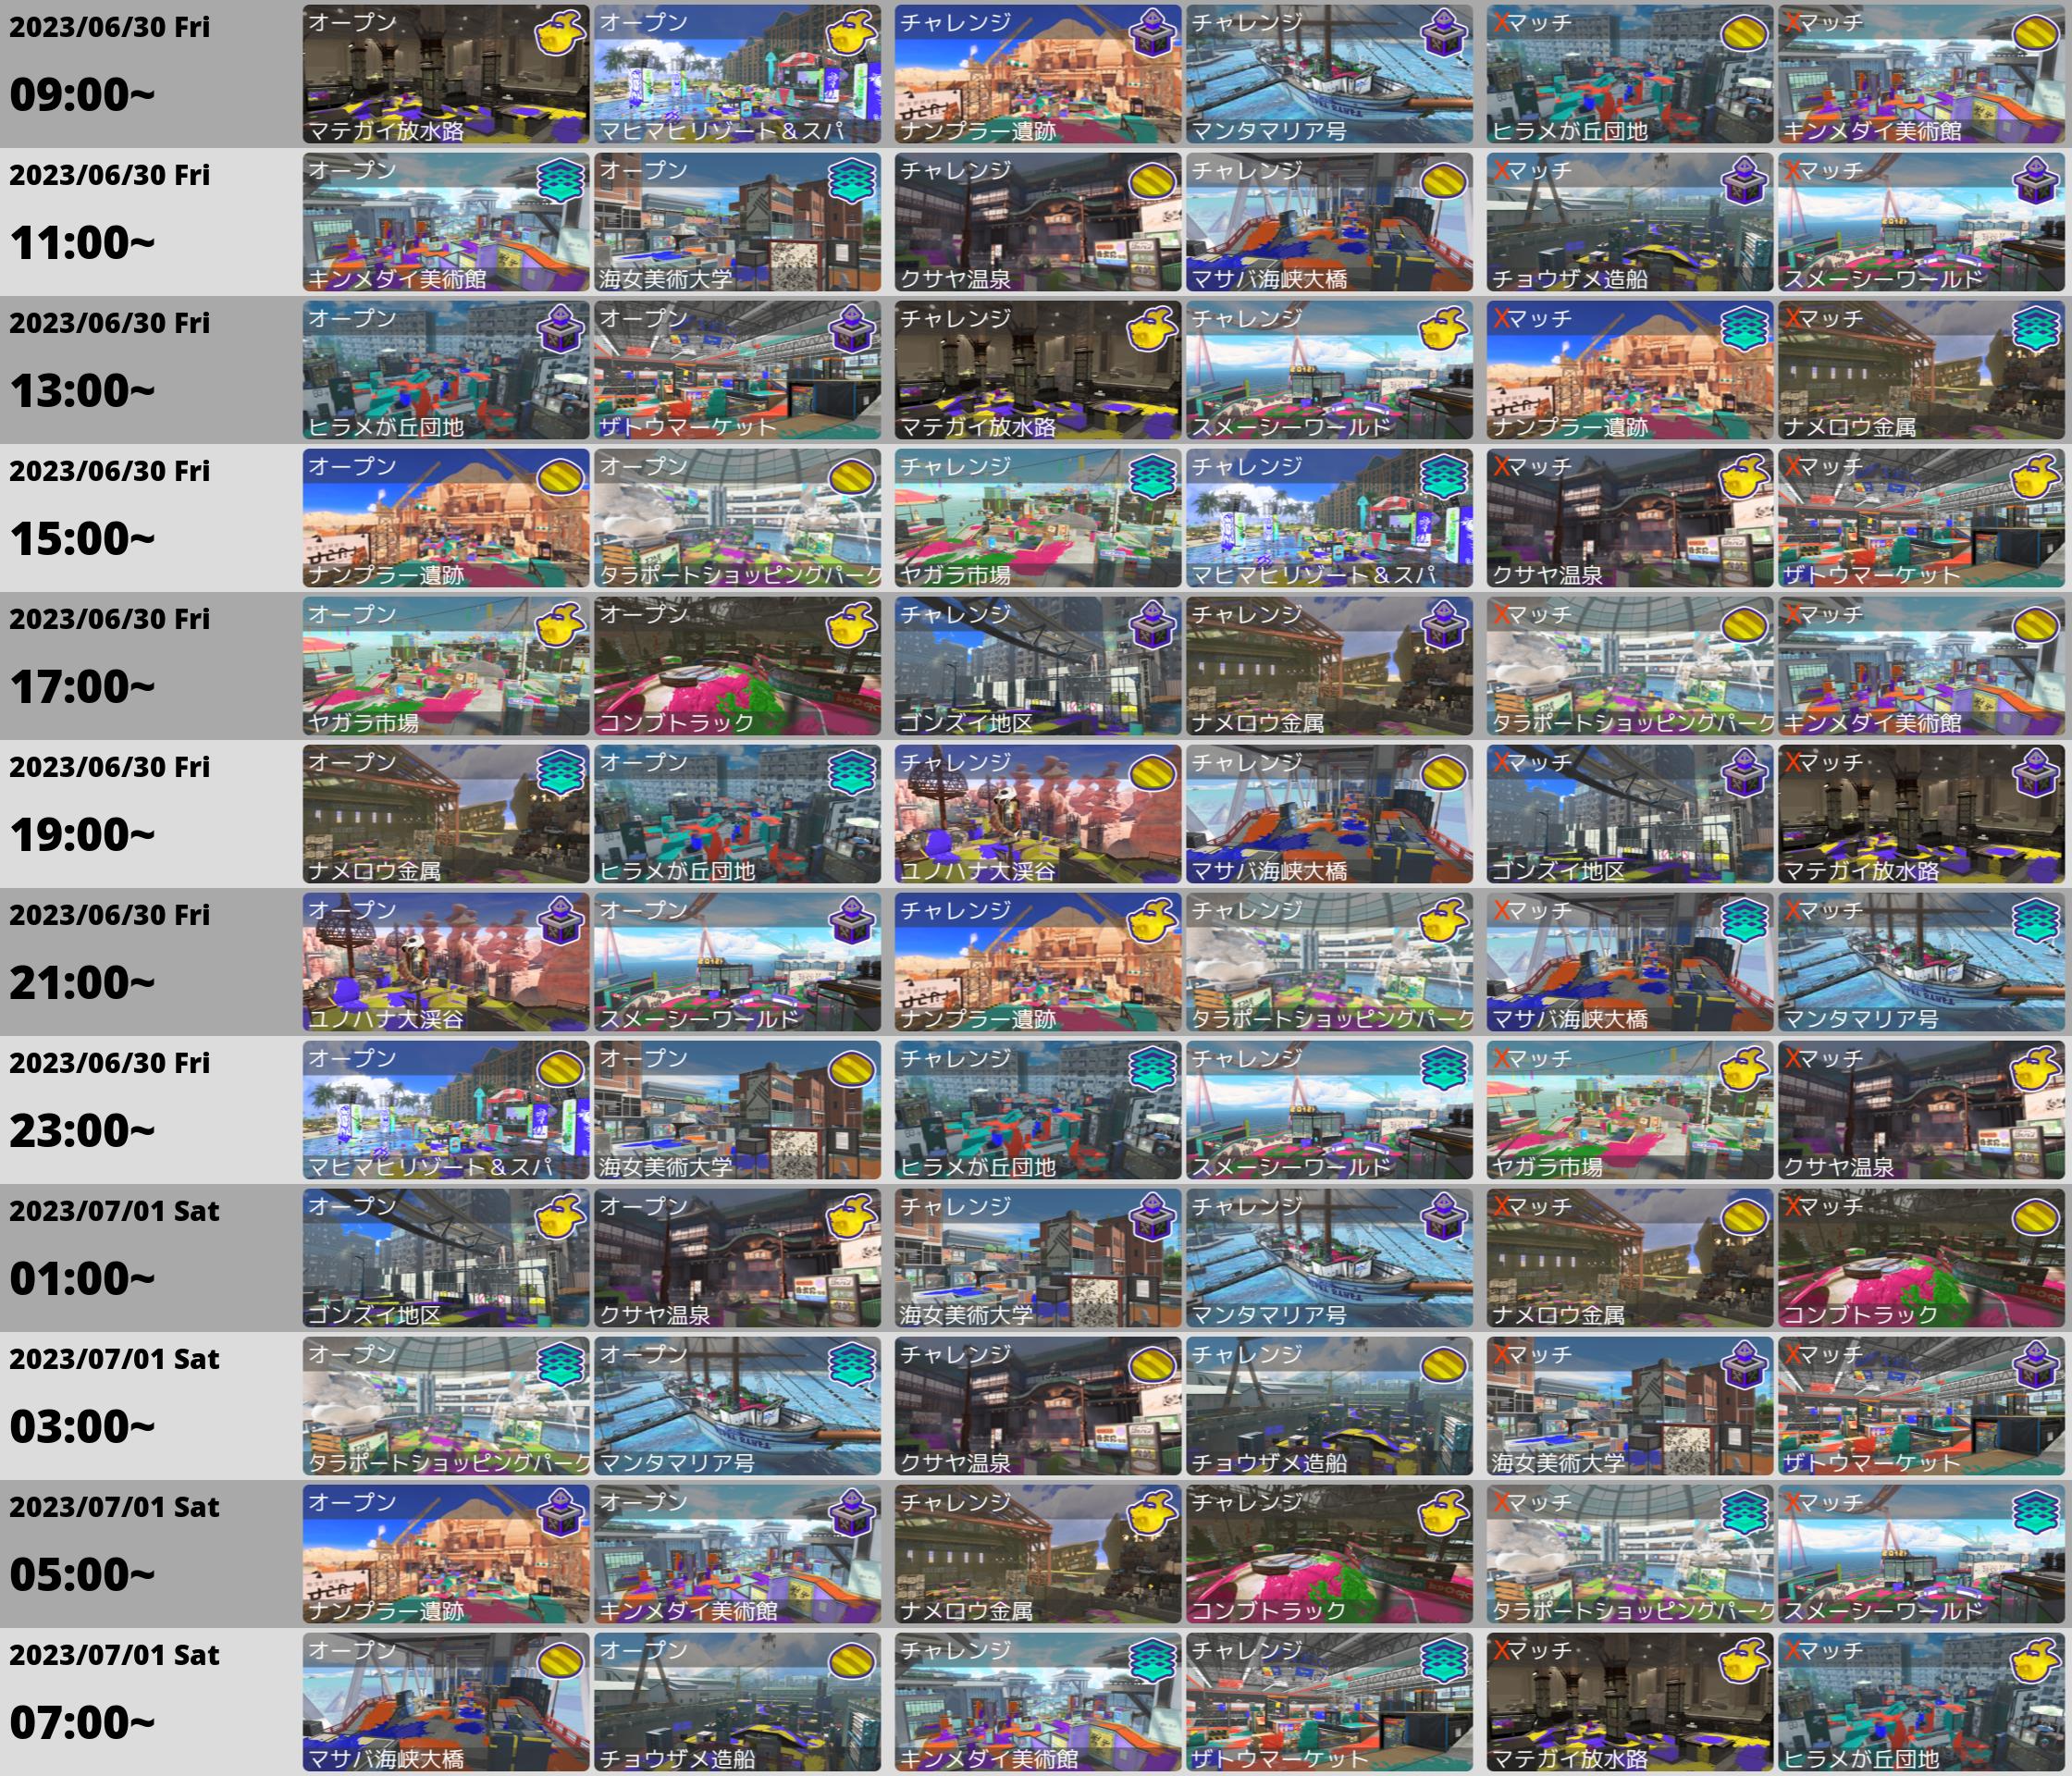 2023/06/30 Fri
09:00~
オープン オープン チャレンジ チャレンジ Xマッチ Xマッチ
マテガイ放水路 マヒマヒリゾート&スパ ナンプラー遺跡 マンタマリア号 ヒラメが丘団地 キンメダイ美術館
2023/06/30 Fri
11:00~
オープン オープン チャレンジ チャレンジ Xマッチ Xマッチ
キンメダイ美術館 海女美術大学 クサヤ温泉 マサバ海峡大橋 チョウザメ造船 スメーシーワールド
2023/06/30 Fri
13:00~
オープン オープン チャレンジ チャレンジ Xマッチ Xマッチ
ヒラメが丘団地 ザトウマーケット マテガイ放水路 スメーシーワールド ナンプラー遺跡 ナメロウ金属
2023/06/30 Fri
15:00~
オープン オープン チャレンジ チャレンジ Xマッチ Xマッチ
ナンプラー遺跡 タラポートショッピングパーク ヤガラ市場 マヒマヒリゾート&スパ クサヤ温泉 ザトウマーケット
2023/06/30 Fri
17:00~
オープン オープン チャレンジ チャレンジ Xマッチ Xマッチ
ヤガラ市場 コンブトラック ゴンズイ地区 ナメロウ金属 タラポートショッピングパーク キンメダイ美術館
2023/06/30 Fri
19:00~
オープン オープン チャレンジ チャレンジ Xマッチ Xマッチ
ナメロウ金属 ヒラメが丘団地 ユノハナ大渓谷 マサバ海峡大橋 ゴンズイ地区 マテガイ放水路
2023/06/30 Fri
21:00~
オープン オープン チャレンジ チャレンジ Xマッチ Xマッチ
ユノハナ大渓谷 スメーシーワールド ナンプラー遺跡 タラポートショッピングパーク マサバ海峡大橋 マンタマリア号
2023/06/30 Fri
23:00~
オープン オープン チャレンジ チャレンジ Xマッチ Xマッチ
マヒマヒリゾート&スパ 海女美術大学 ヒラメが丘団地 スメーシーワールド ヤガラ市場 クサヤ温泉
2023/07/01 Sat
01:00~
オープン オープン チャレンジ チャレンジ Xマッチ Xマッチ
ゴンズイ地区 クサヤ温泉 海女美術大学 マンタマリア号 ナメロウ金属 コンブトラック
2023/07/01 Sat
03:00~
オープン オープン チャレンジ チャレンジ Xマッチ Xマッチ
タラポートショッピングパーク マンタマリア号 クサヤ温泉 チョウザメ造船 海女美術大学 ザトウマーケット
2023/07/01 Sat
05:00~
オープン オープン チャレンジ チャレンジ Xマッチ Xマッチ
ナンプラー遺跡 キンメダイ美術館 ナメロウ金属 コンブトラック タラポートショッピングパーク スメーシーワールド
2023/07/01 Sat
07:00~
オープン オープン チャレンジ チャレンジ Xマッチ Xマッチ
マサバ海峡大橋 チョウザメ造船 キンメダイ美術館 ザトウマーケット マテガイ放水路 ヒラメが丘団地